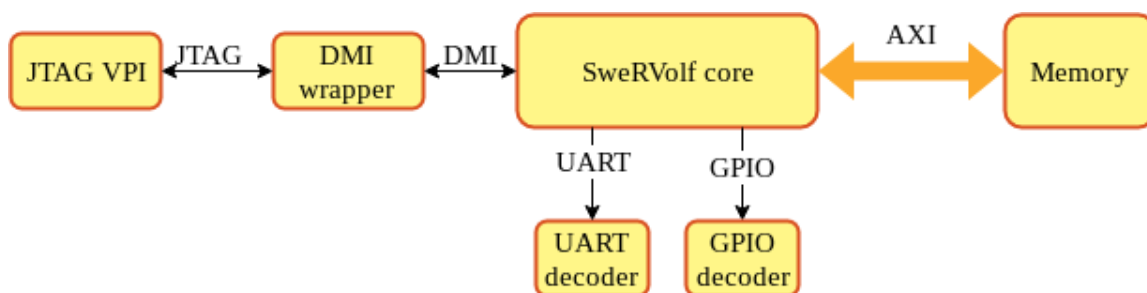 JTAG VPI
JTAG
DMI
wrapper
DMI
SweRVolf core
AXI
Memory
UART
GPIO
UART
decoder
GPIO
decoder